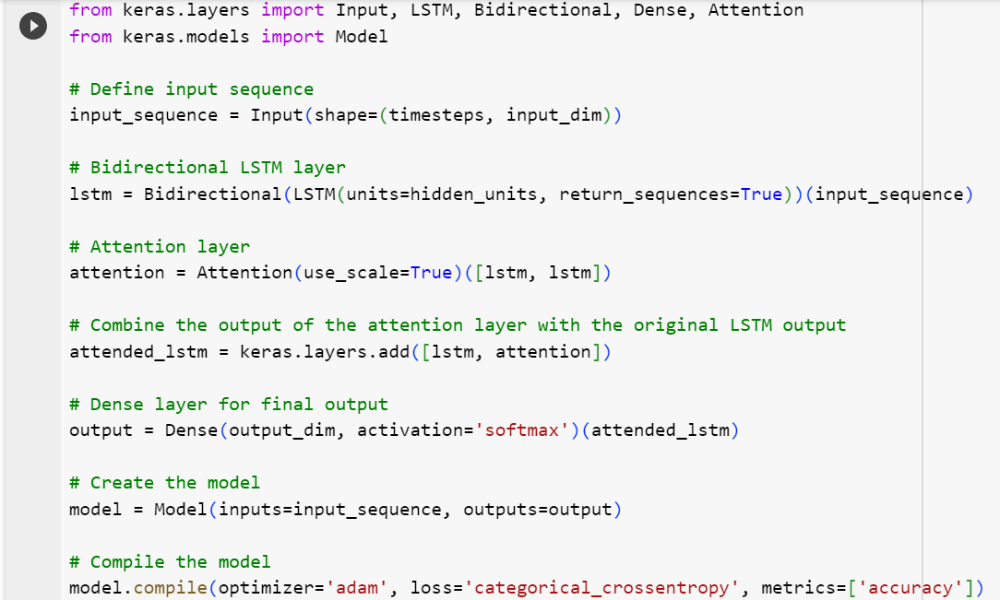 from keras.layers import Input, LSTM, Bidirectional, Dense, Attention
from keras.models import Model
# Define input sequence
input_sequence = Input(shape=(timesteps, input_dim))
# Bidirectional LSTM layer
lstm = Bidirectional(LSTM(units=hidden_units, return_sequences=True))(input_sequence)
# Attention layer
attention = Attention(use_scale=True)([lstm, lstm])
# Combine the output of the attention layer with the original LSTM output
attended_lstm = keras.layers.add([lstm, attention])
# Dense layer for final output
output = Dense(output_dim, activation='softmax')(attended_lstm)
# Create the model
model = Model(inputs=input_sequence, outputs=output)
# Compile the model
model.compile(optimizer='adam', loss='categorical_crossentropy', metrics=['accuracy'])